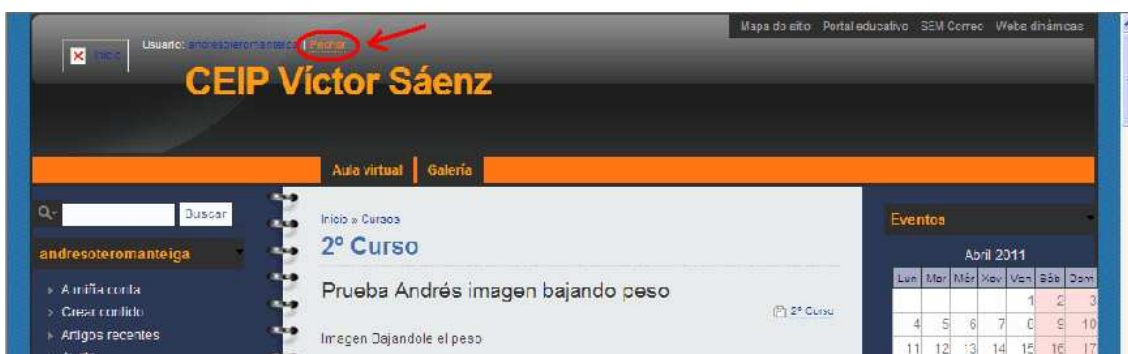 Mapa do sitio Portal educativo SEM Correo Webs dinámicas
Inicio
Usuario: andresoteromanteiga | Pechar
CEIP Víctor Sáenz
Aula virtual Galería
Buscar
andresoteromanteiga
A miña conta
Crear contido
Artigos recentes
Inicio » Cursos
2º Curso
Prueba Andrés imagen bajando peso
2º Curso
Imagen Bajandole el peso
Eventos
Abril 2011
Lun Mar Mér Xov Ven Sáb Dom
1 2 3
4 5 6 7 8 9 10
11 12 13 14 15 16 17